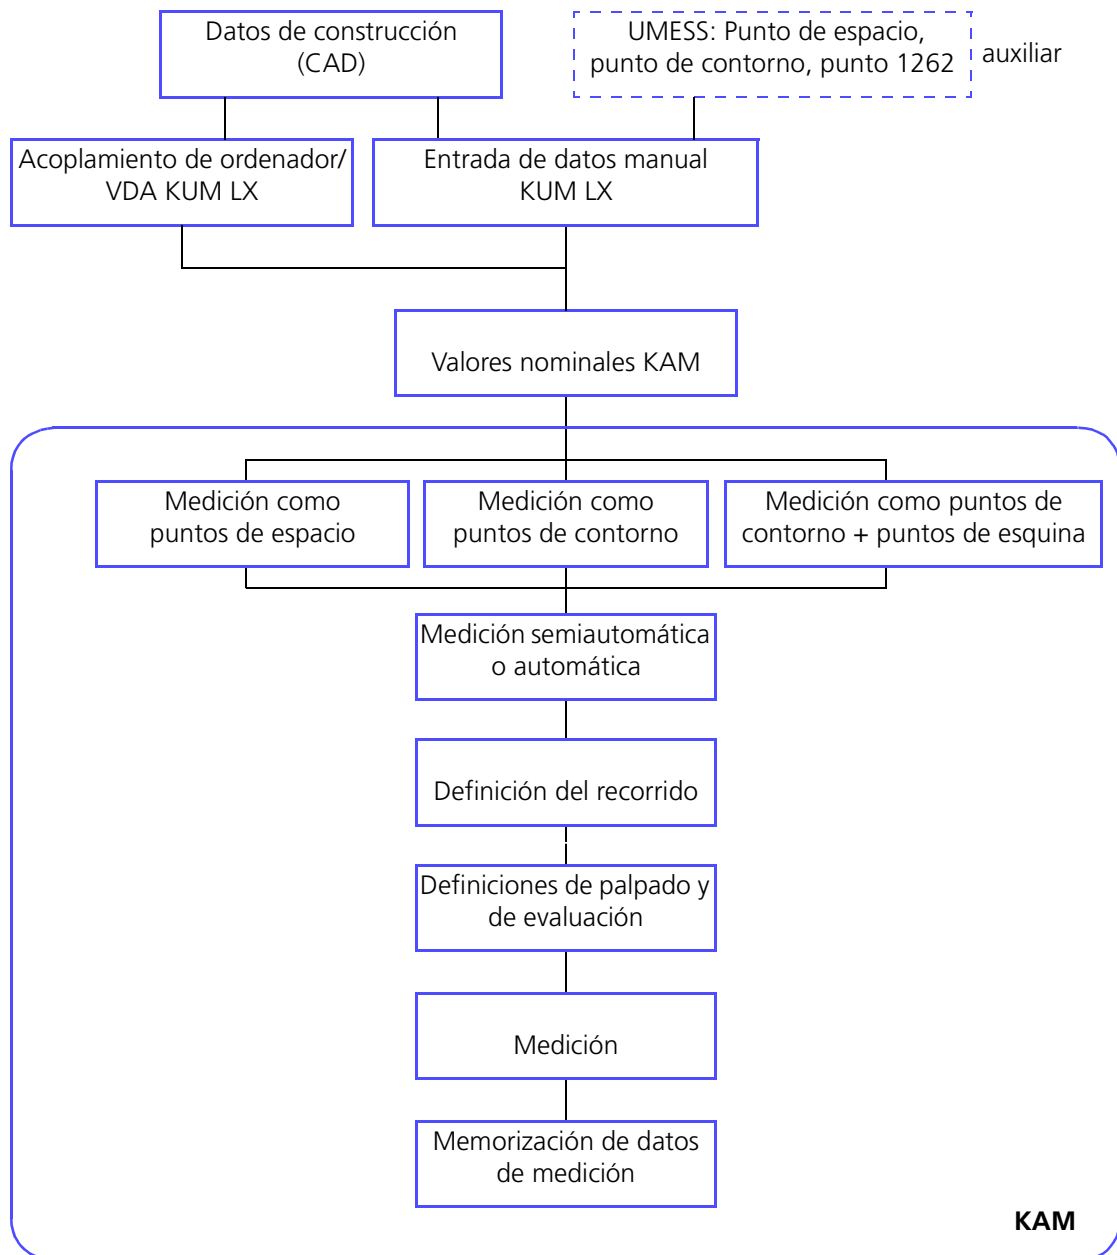 Datos de construcción
(CAD)
UMESS: Punto de espacio,
punto de contorno, punto 1262
auxiliar
Acoplamiento de ordenador/
VDA KUM LX
Entrada de datos manual
KUM LX
Valores nominales KAM
Medición como
puntos de espacio
Medición como
puntos de contorno
Medición como puntos de
contorno + puntos de esquina
Medición semiautomática
o automática
Definición del recorrido
Definiciones de palpado y
de evaluación
Medición
Memorización de datos
de medición
KAM